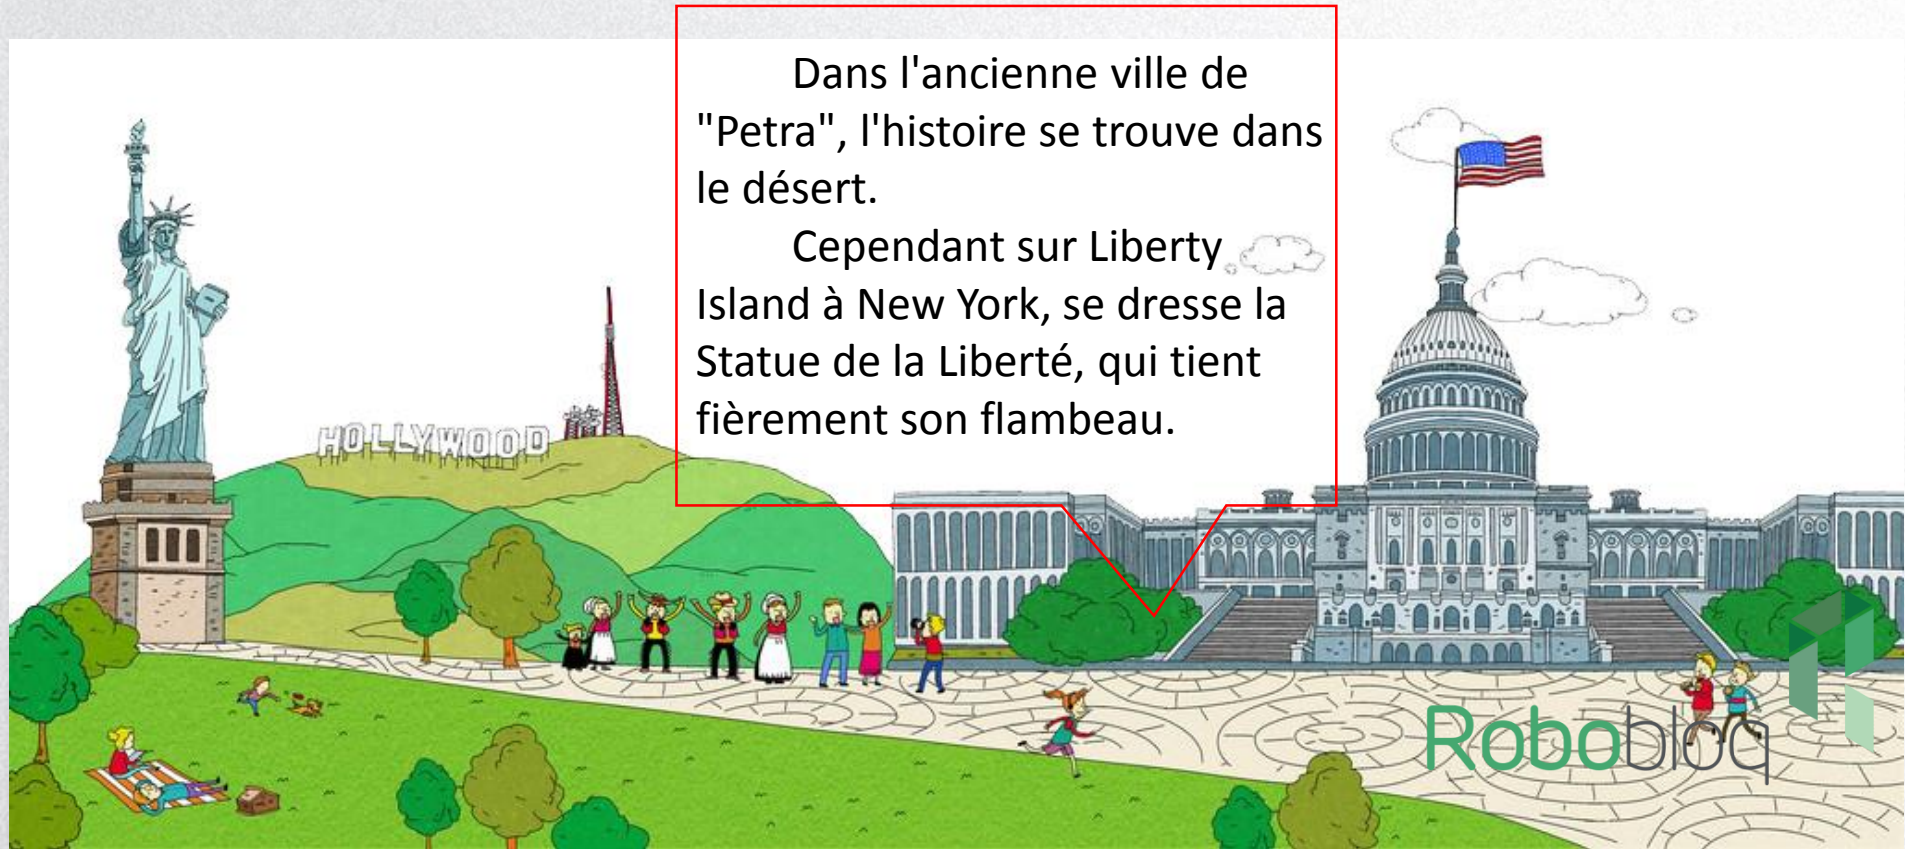 Dans l'ancienne ville de
"Petra", l'histoire se trouve dans
le désert.
Cependant sur Liberty
Island à New York, se dresse la
Statue de la Liberté, qui tient
fièrement son flambeau.
HOLLYWOOD
Robobloq